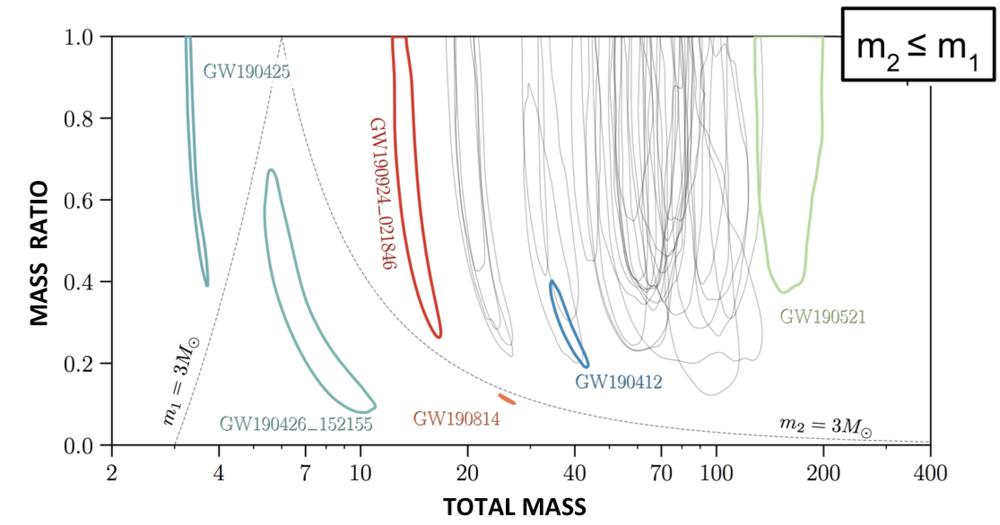 m₂ ≤ m₁
1.0
0.8
0.6
0.4
0.2
0.0
MASS RATIO
GW190425
GW190924_021846
GW190521
GW190412
GW190814
GW190426_152155
m₁ = 3M☉
m₂ = 3M☉
2 4 7 10 20 40 70 100 200 400
TOTAL MASS